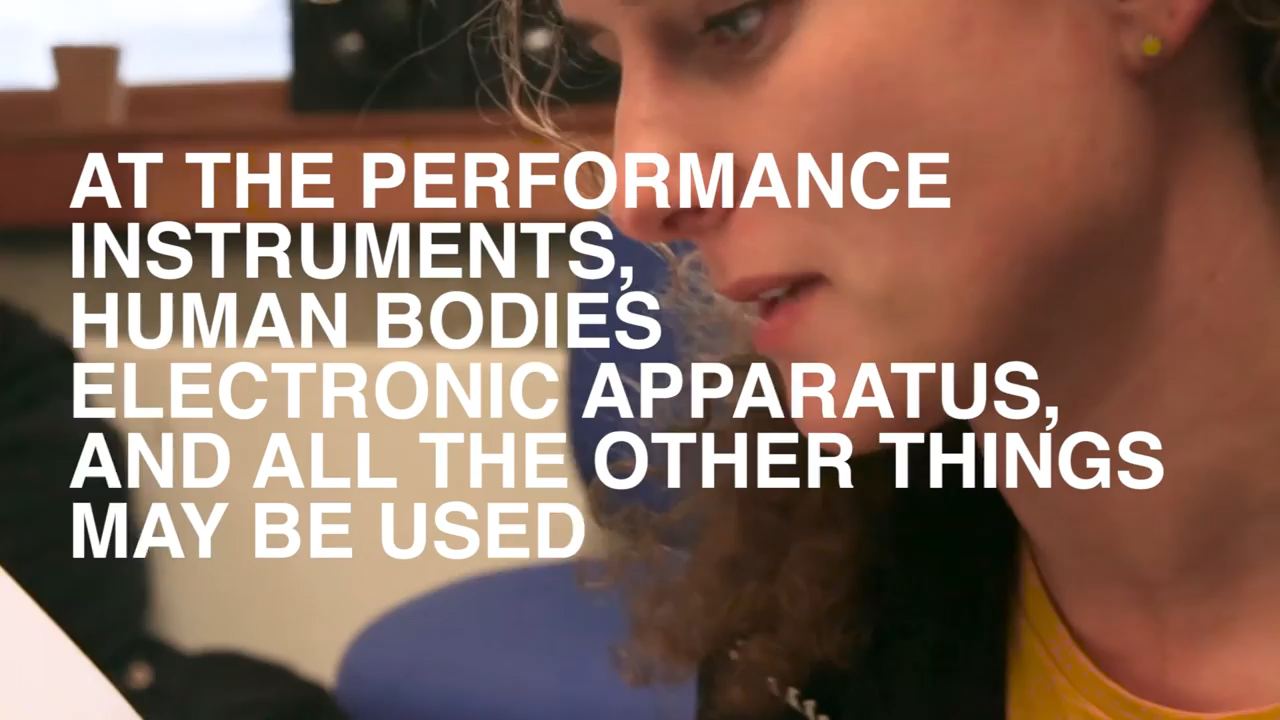 AT THE PERFORMANCE
INSTRUMENTS,
HUMAN BODIES
ELECTRONIC APPARATUS,
AND ALL THE OTHER THINGS
MAY BE USED